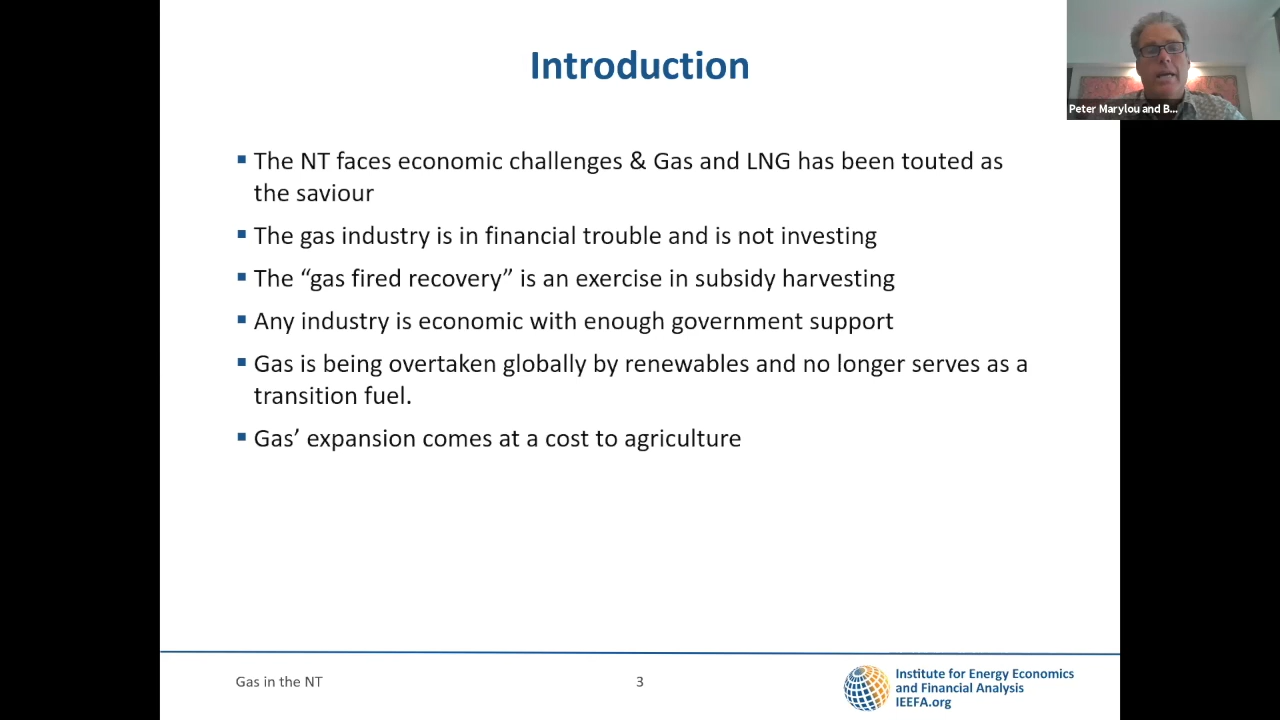 Introduction
Peter Marylou and B...
▪ The NT faces economic challenges & Gas and LNG has been touted as
the saviour
▪ The gas industry is in financial trouble and is not investing
▪ The “gas fired recovery” is an exercise in subsidy harvesting
▪ Any industry is economic with enough government support
▪ Gas is being overtaken globally by renewables and no longer serves as a
transition fuel.
▪ Gas’ expansion comes at a cost to agriculture
Gas in the NT
3
Institute for Energy Economics
and Financial Analysis
IEEFA.org